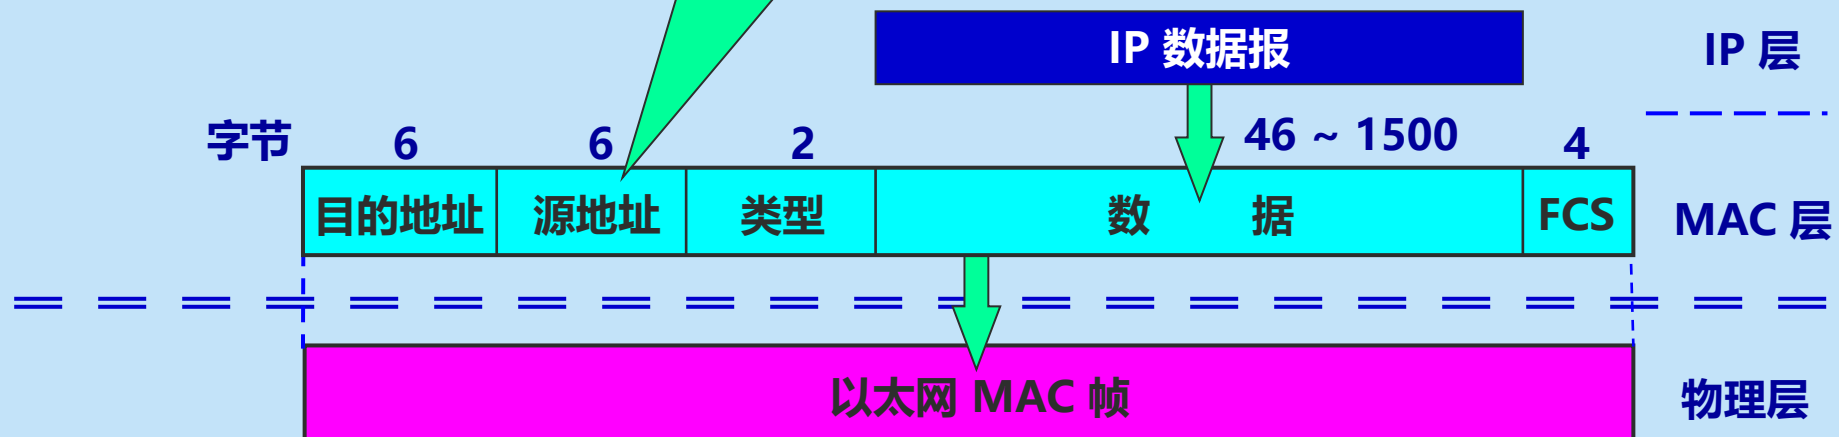 IP 数据报
IP 层
字节 6 6 2 46 ~ 1500 4
目的地址 源地址 类型 数 据 FCS MAC 层
以太网 MAC 帧
物理层